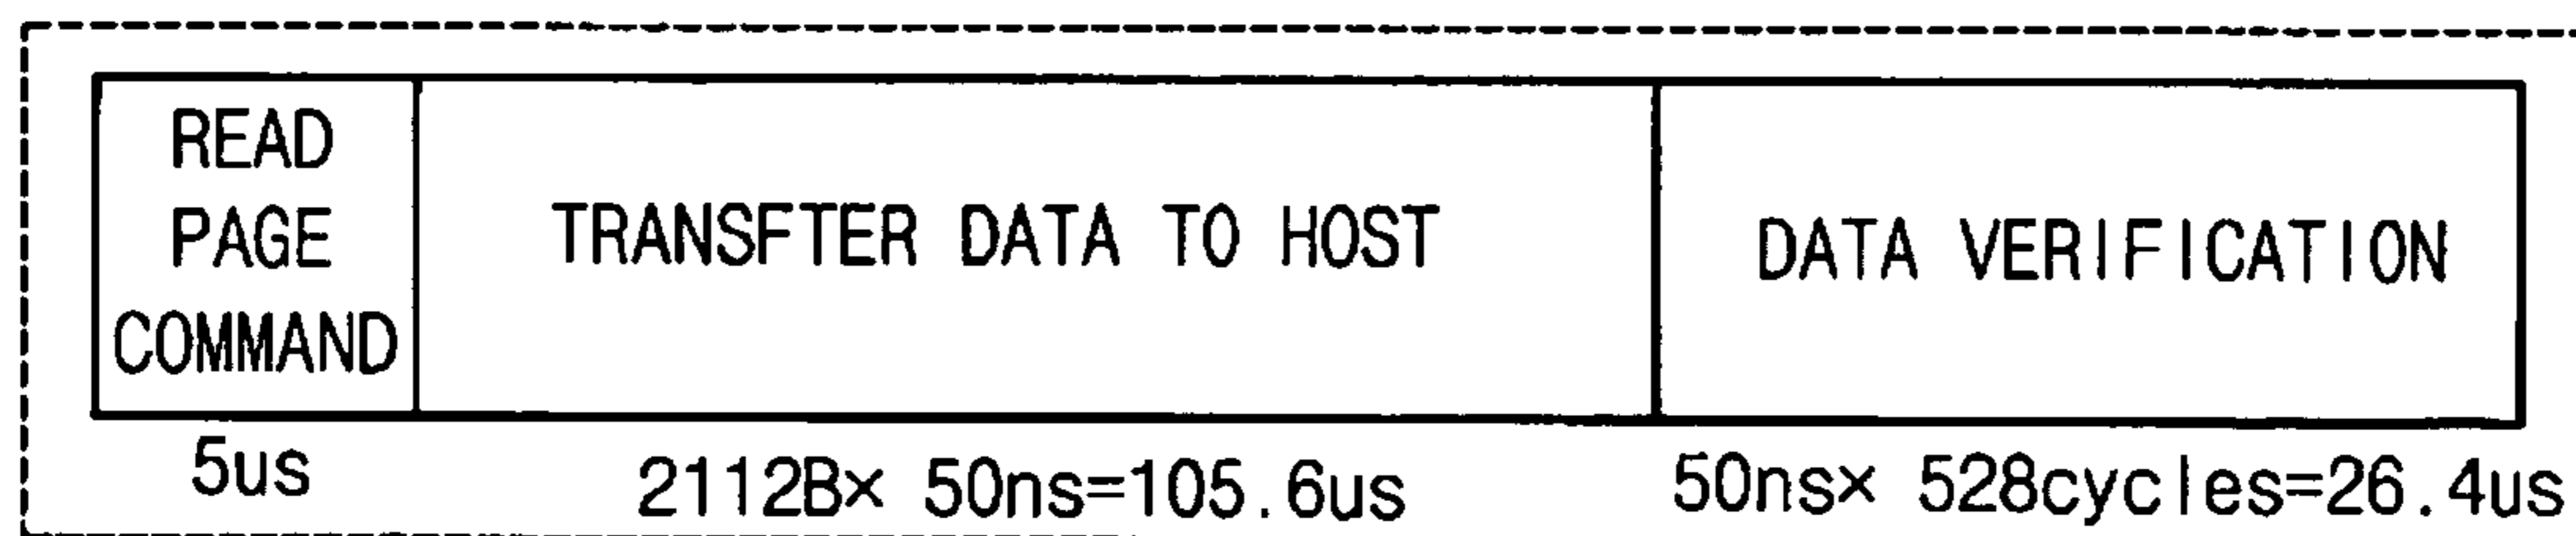 READ
PAGE
COMMAND
TRANSFTER DATA TO HOST
DATA VERIFICATION
5us
2112B× 50ns=105.6us
50ns× 528cycles=26.4us